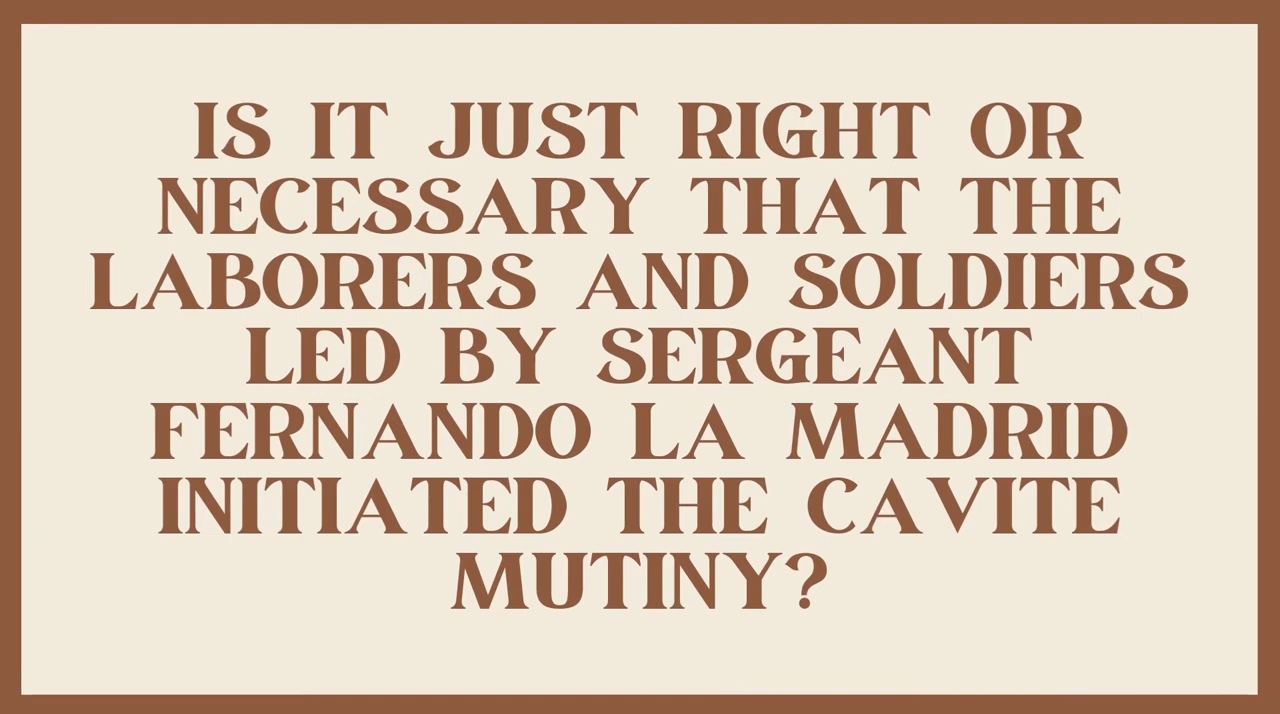 IS IT JUST RIGHT OR
NECESSARY THAT THE
LABORERS AND SOLDIERS
LED BY SERGEANT
FERNANDO LA MADRID
INITIATED THE CAVITE
MUTINY?